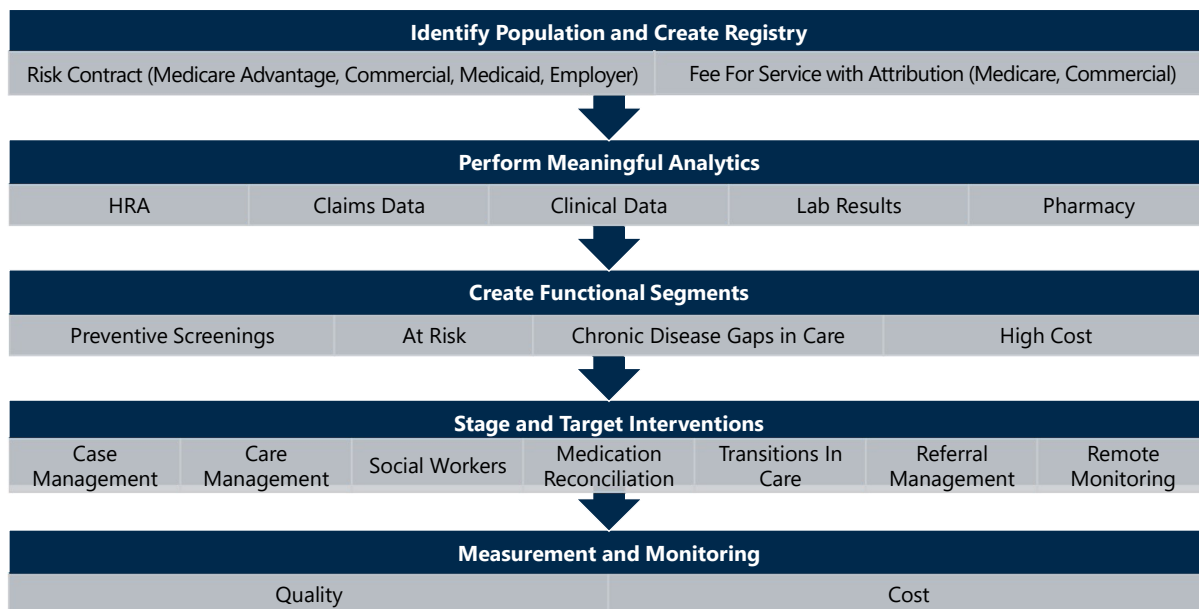 Identify Population and Create Registry
Risk Contract (Medicare Advantage, Commercial, Medicaid, Employer)
Fee For Service with Attribution (Medicare, Commercial)
Perform Meaningful Analytics
HRA
Claims Data
Clinical Data
Lab Results
Pharmacy
Create Functional Segments
Preventive Screenings
At Risk
Chronic Disease Gaps in Care
High Cost
Stage and Target Interventions
Case
Management
Care
Management
Social Workers
Medication
Reconciliation
Transitions In
Care
Referral
Management
Remote
Monitoring
Measurement and Monitoring
Quality
Cost